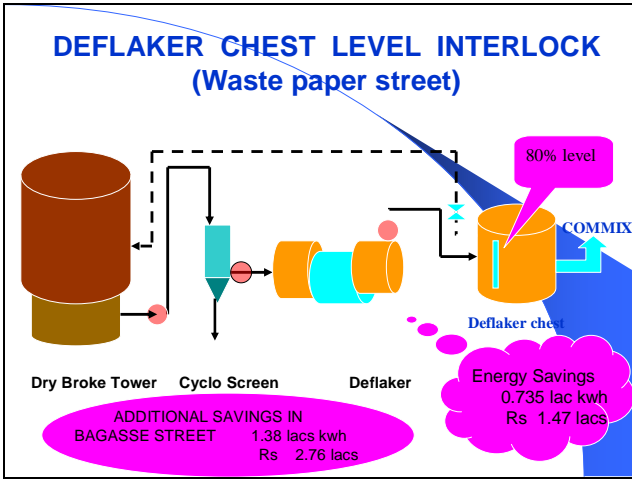 DEFLAKER CHEST LEVEL INTERLOCK
(Waste paper street)
80% level
COMMIX
Deflaker chest
Dry Broke Tower Cyclo Screen Deflaker
Energy Savings
0.735 lac kwh
Rs 1.47 lacs
ADDITIONAL SAVINGS IN
BAGASSE STREET 1.38 lacs kwh
Rs 2.76 lacs